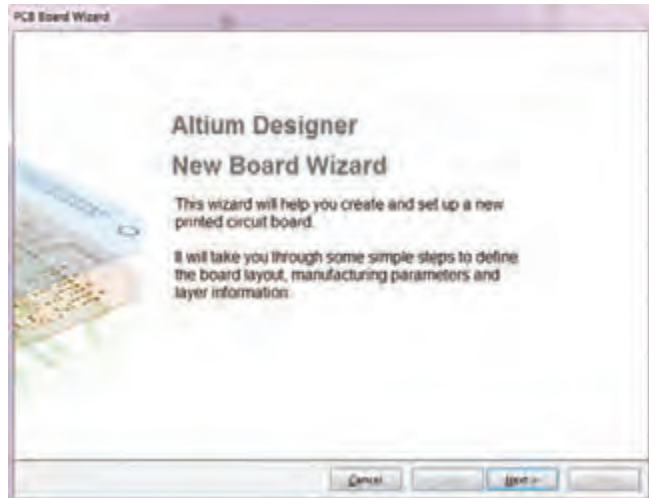 PCB Board Wizard
Altium Designer
New Board Wizard
This wizard will help you create and set up a new
printed circuit board.
It will take you through some simple steps to define
the board layout, manufacturing parameters and
layer information
Cancel
Next >